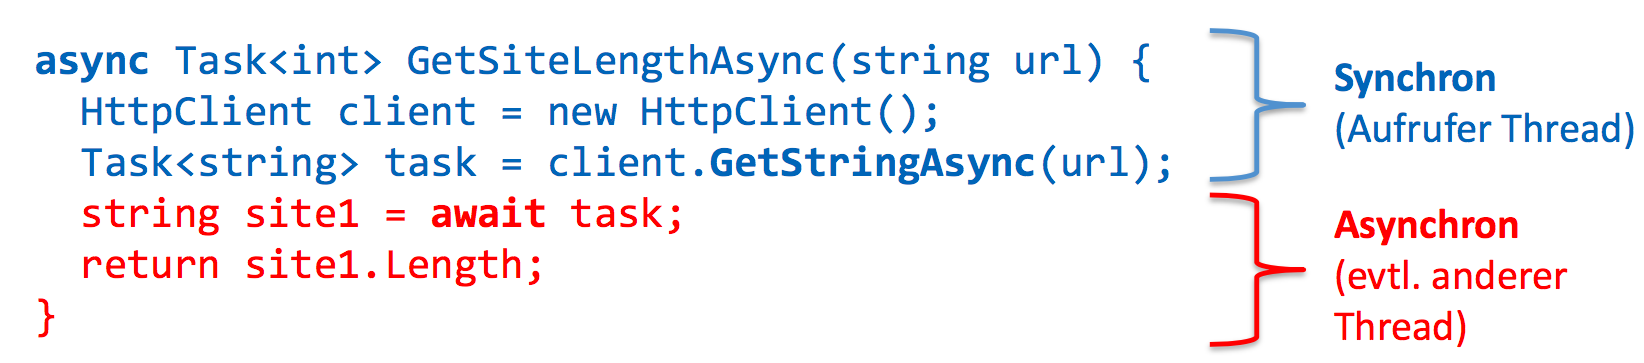 async Task<int> GetSiteLengthAsync(string url) {
HttpClient client = new HttpClient();
Task<string> task = client.GetStringAsync(url);
string site1 = await task;
return site1.Length;
}
Synchron
(Aufrufer Thread)
Asynchron
(evtl. anderer
Thread)